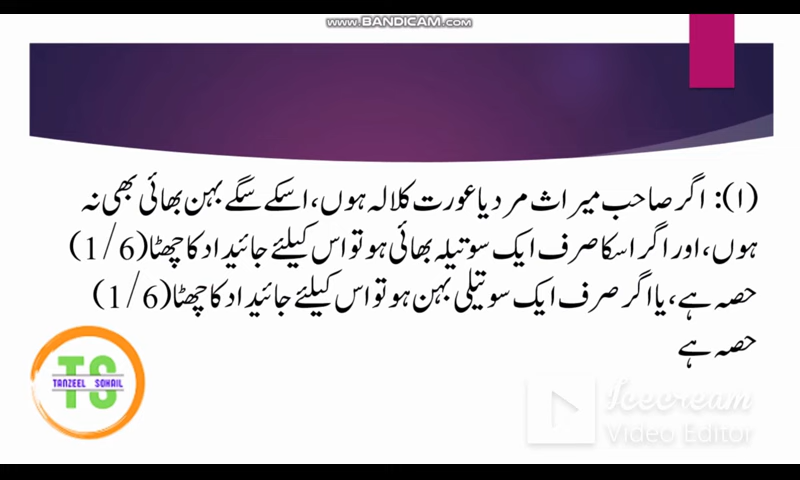 WWW.BANDICAM.COM
(۱): اگر صاحب میراث مرد یا عورت کلالہ ہوں، اسکے سگے بہن بھائی بھی نہ
ہوں، اور اگر اسکا صرف ایک سوتیلہ بھائی ہو تو اس کیلئے جائیداد کا چھٹا (1/6)
حصہ ہے، یا اگر صرف ایک سوتیلی بہن ہو تو اس کیلئے جائیداد کا چھٹا (1/6)
حصہ ہے
TS
TANZEEL SOHAIL
Icecream
Video Editor